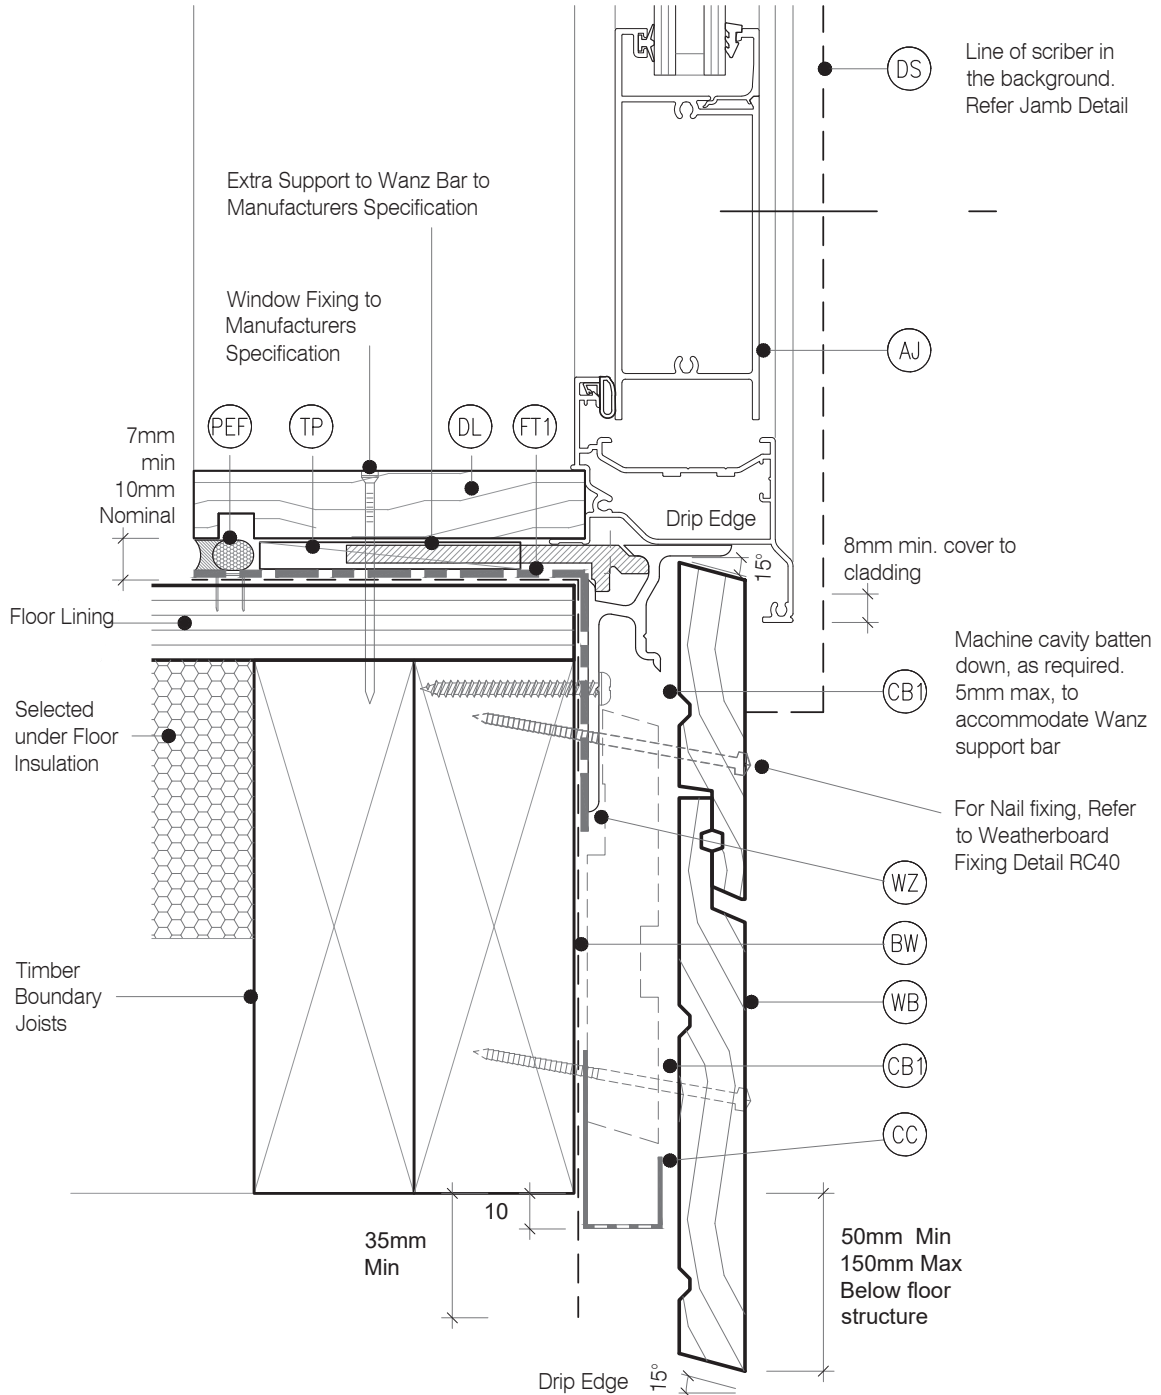 DS
Line of scriber in
the background.
Refer Jamb Detail
Extra Support to Wanz Bar to
Manufacturers Specification
Window Fixing to
Manufacturers
Specification
AJ
7mm
min
10mm
Nominal
PEF
TP
DL
FT1
Drip Edge
15°
8mm min. cover to
cladding
Floor Lining
CB1
Machine cavity batten
down, as required.
5mm max, to
accommodate Wanz
support bar
Selected
under Floor
Insulation
For Nail fixing, Refer
to Weatherboard
Fixing Detail RC40
WZ
BW
Timber
Boundary
Joists
WB
CB1
CC
10
35mm
Min
50mm Min
150mm Max
Below floor
structure
Drip Edge
15°